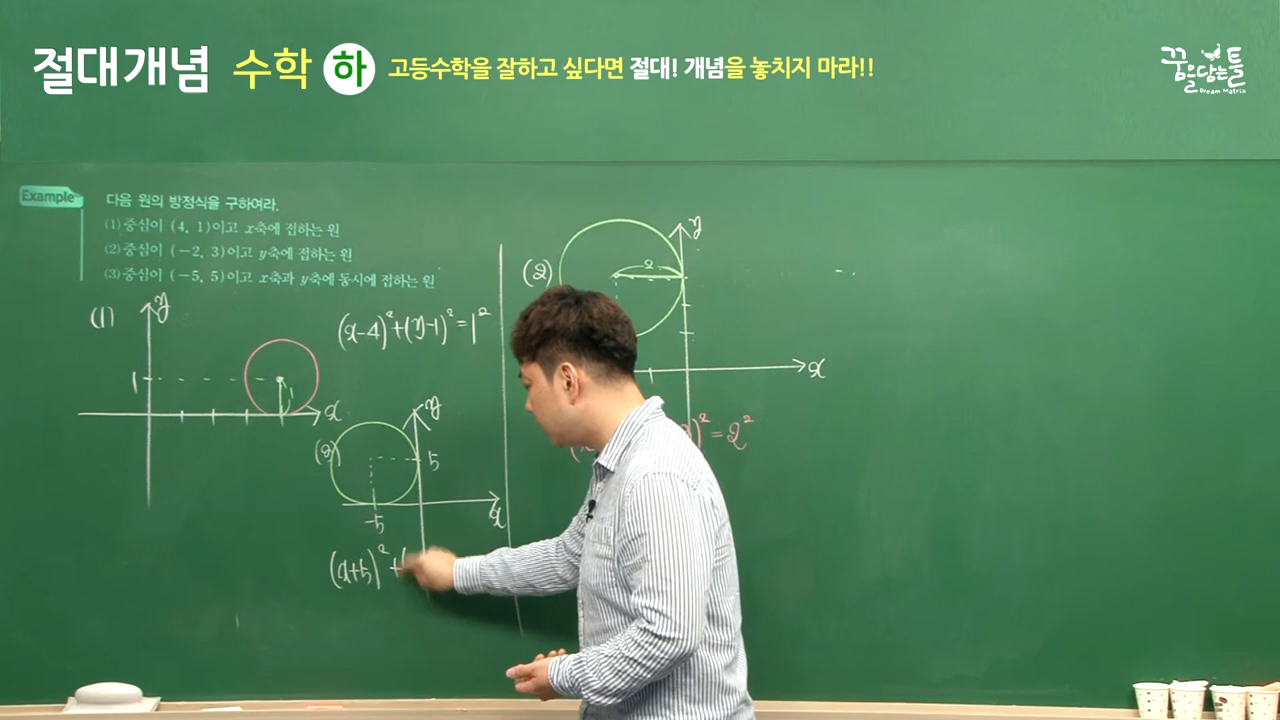 절대개념 수학 하 고등수학을 잘하고 싶다면 절대! 개념을 놓치지 마라!!
꿈을담는틀
Dream Matrix
Example
다음 원의 방정식을 구하여라.
(1) 중심이 (4, 1)이고 x축에 접하는 원
(2) 중심이 (-2, 3)이고 y축에 접하는 원
(3) 중심이 (-5, 5)이고 x축과 y축에 동시에 접하는 원
(1)
y
1
1
x
(x-4)²+(y-1)²=1²
y
5
-5
x
(x+5)²+(
(2)
y
2
x
)²=2²